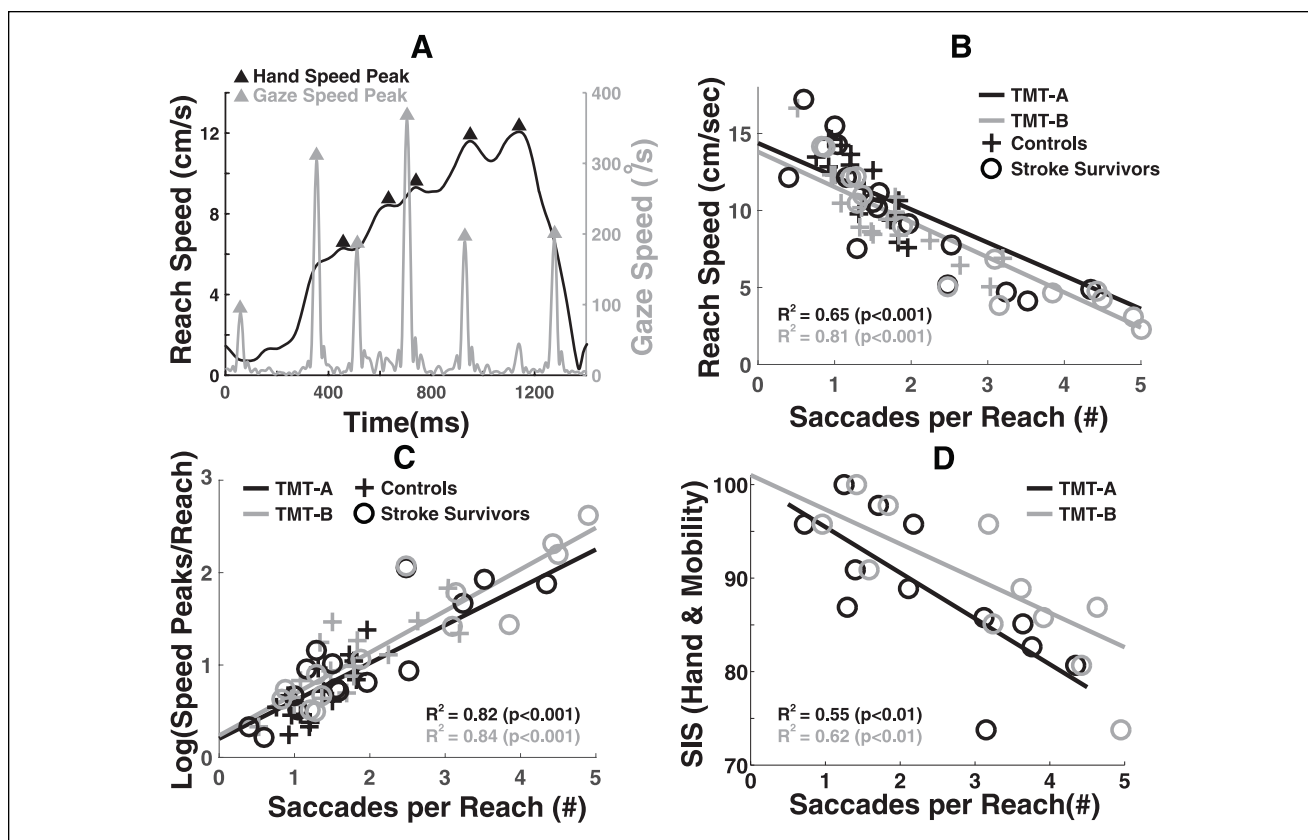 A
Hand Speed Peak
Gaze Speed Peak
Reach Speed (cm/s)
12
8
4
0
400
300
200
100
0
Gaze Speed (°/s)
0 400 800 1200
Time(ms)
B
Reach Speed (cm/sec)
15
10
5
0
TMT-A
TMT-B
Controls
Stroke Survivors
R² = 0.65 (p<0.001)
R² = 0.81 (p<0.001)
0 1 2 3 4 5
Saccades per Reach (#)
C
Log(Speed Peaks/Reach)
3
2
1
0
TMT-A Controls
TMT-B Stroke Survivors
R² = 0.82 (p<0.001)
R² = 0.84 (p<0.001)
0 1 2 3 4 5
Saccades per Reach (#)
D
SIS (Hand & Mobility)
100
90
80
70
TMT-A
TMT-B
R² = 0.55 (p<0.01)
R² = 0.62 (p<0.01)
1 2 3 4 5
Saccades per Reach(#)